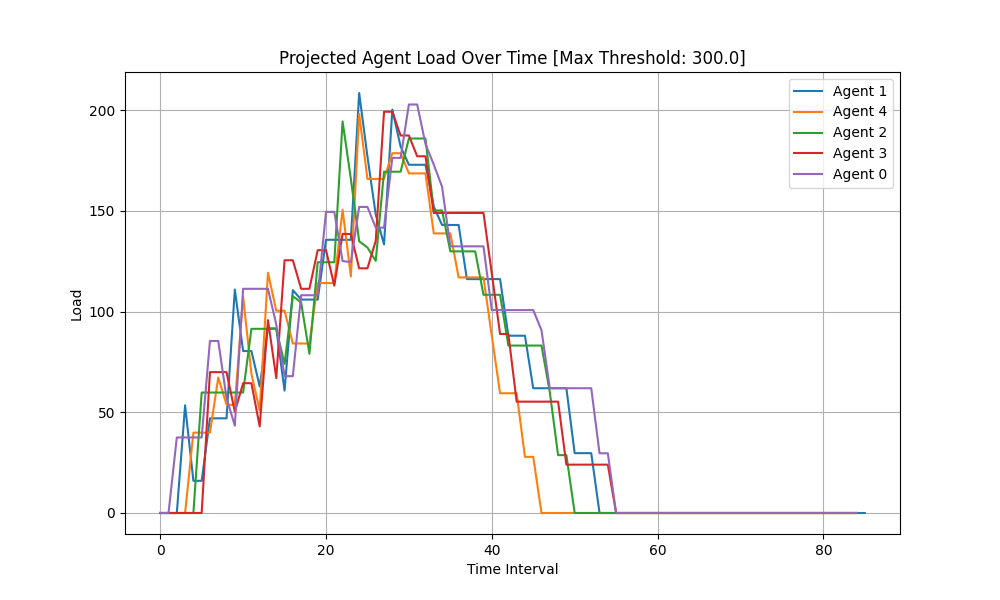 Projected Agent Load Over Time [Max Threshold: 300.0]
Agent 1
Agent 4
Agent 2
Agent 3
Agent 0
200
150
100
50
0
Load
0 20 40 60 80
Time Interval